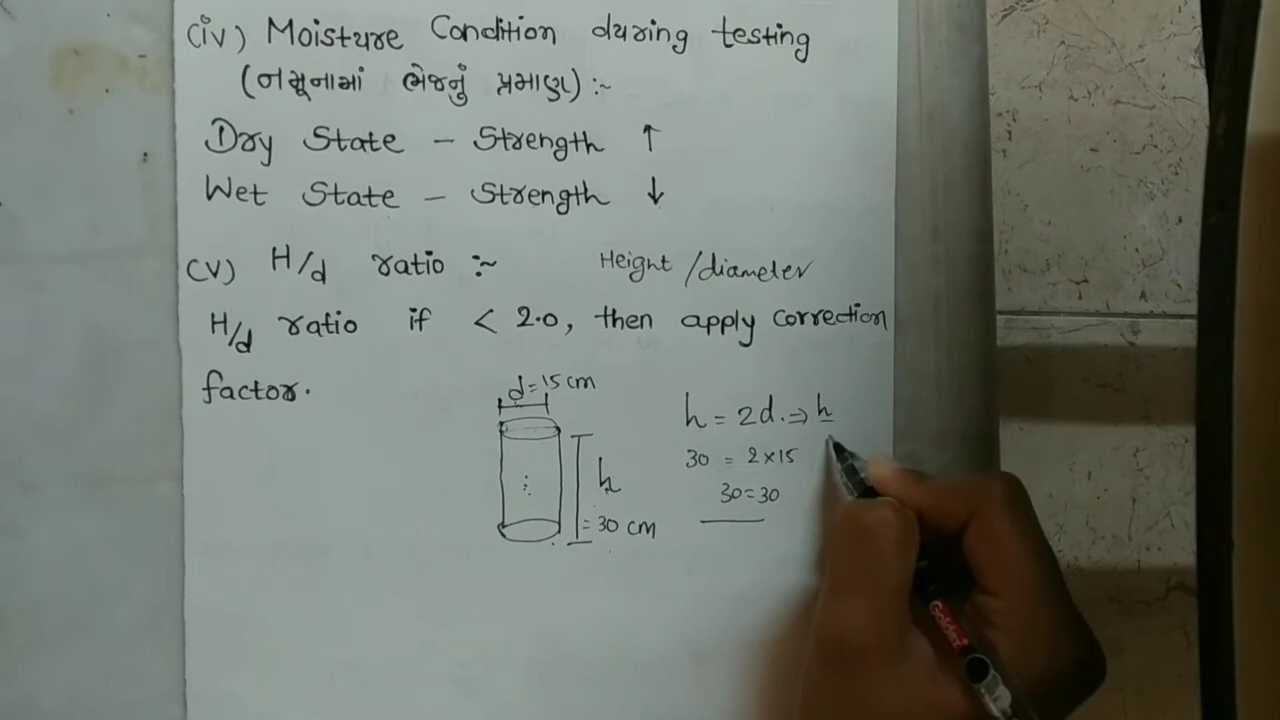 (iv) Moisture Condition during testing
(નમૂનામાં ભેજનું પ્રમાણ) :-
Dry State - Strength ↑
Wet State - Strength ↓
(v) H/d ratio :~ Height/diameter
H/d ratio if < 2.0, then apply correction
factor.
d=15 cm
h = 2d. ⇒ h
30 = 2×15
h
30=30
= 30 cm
Goldex